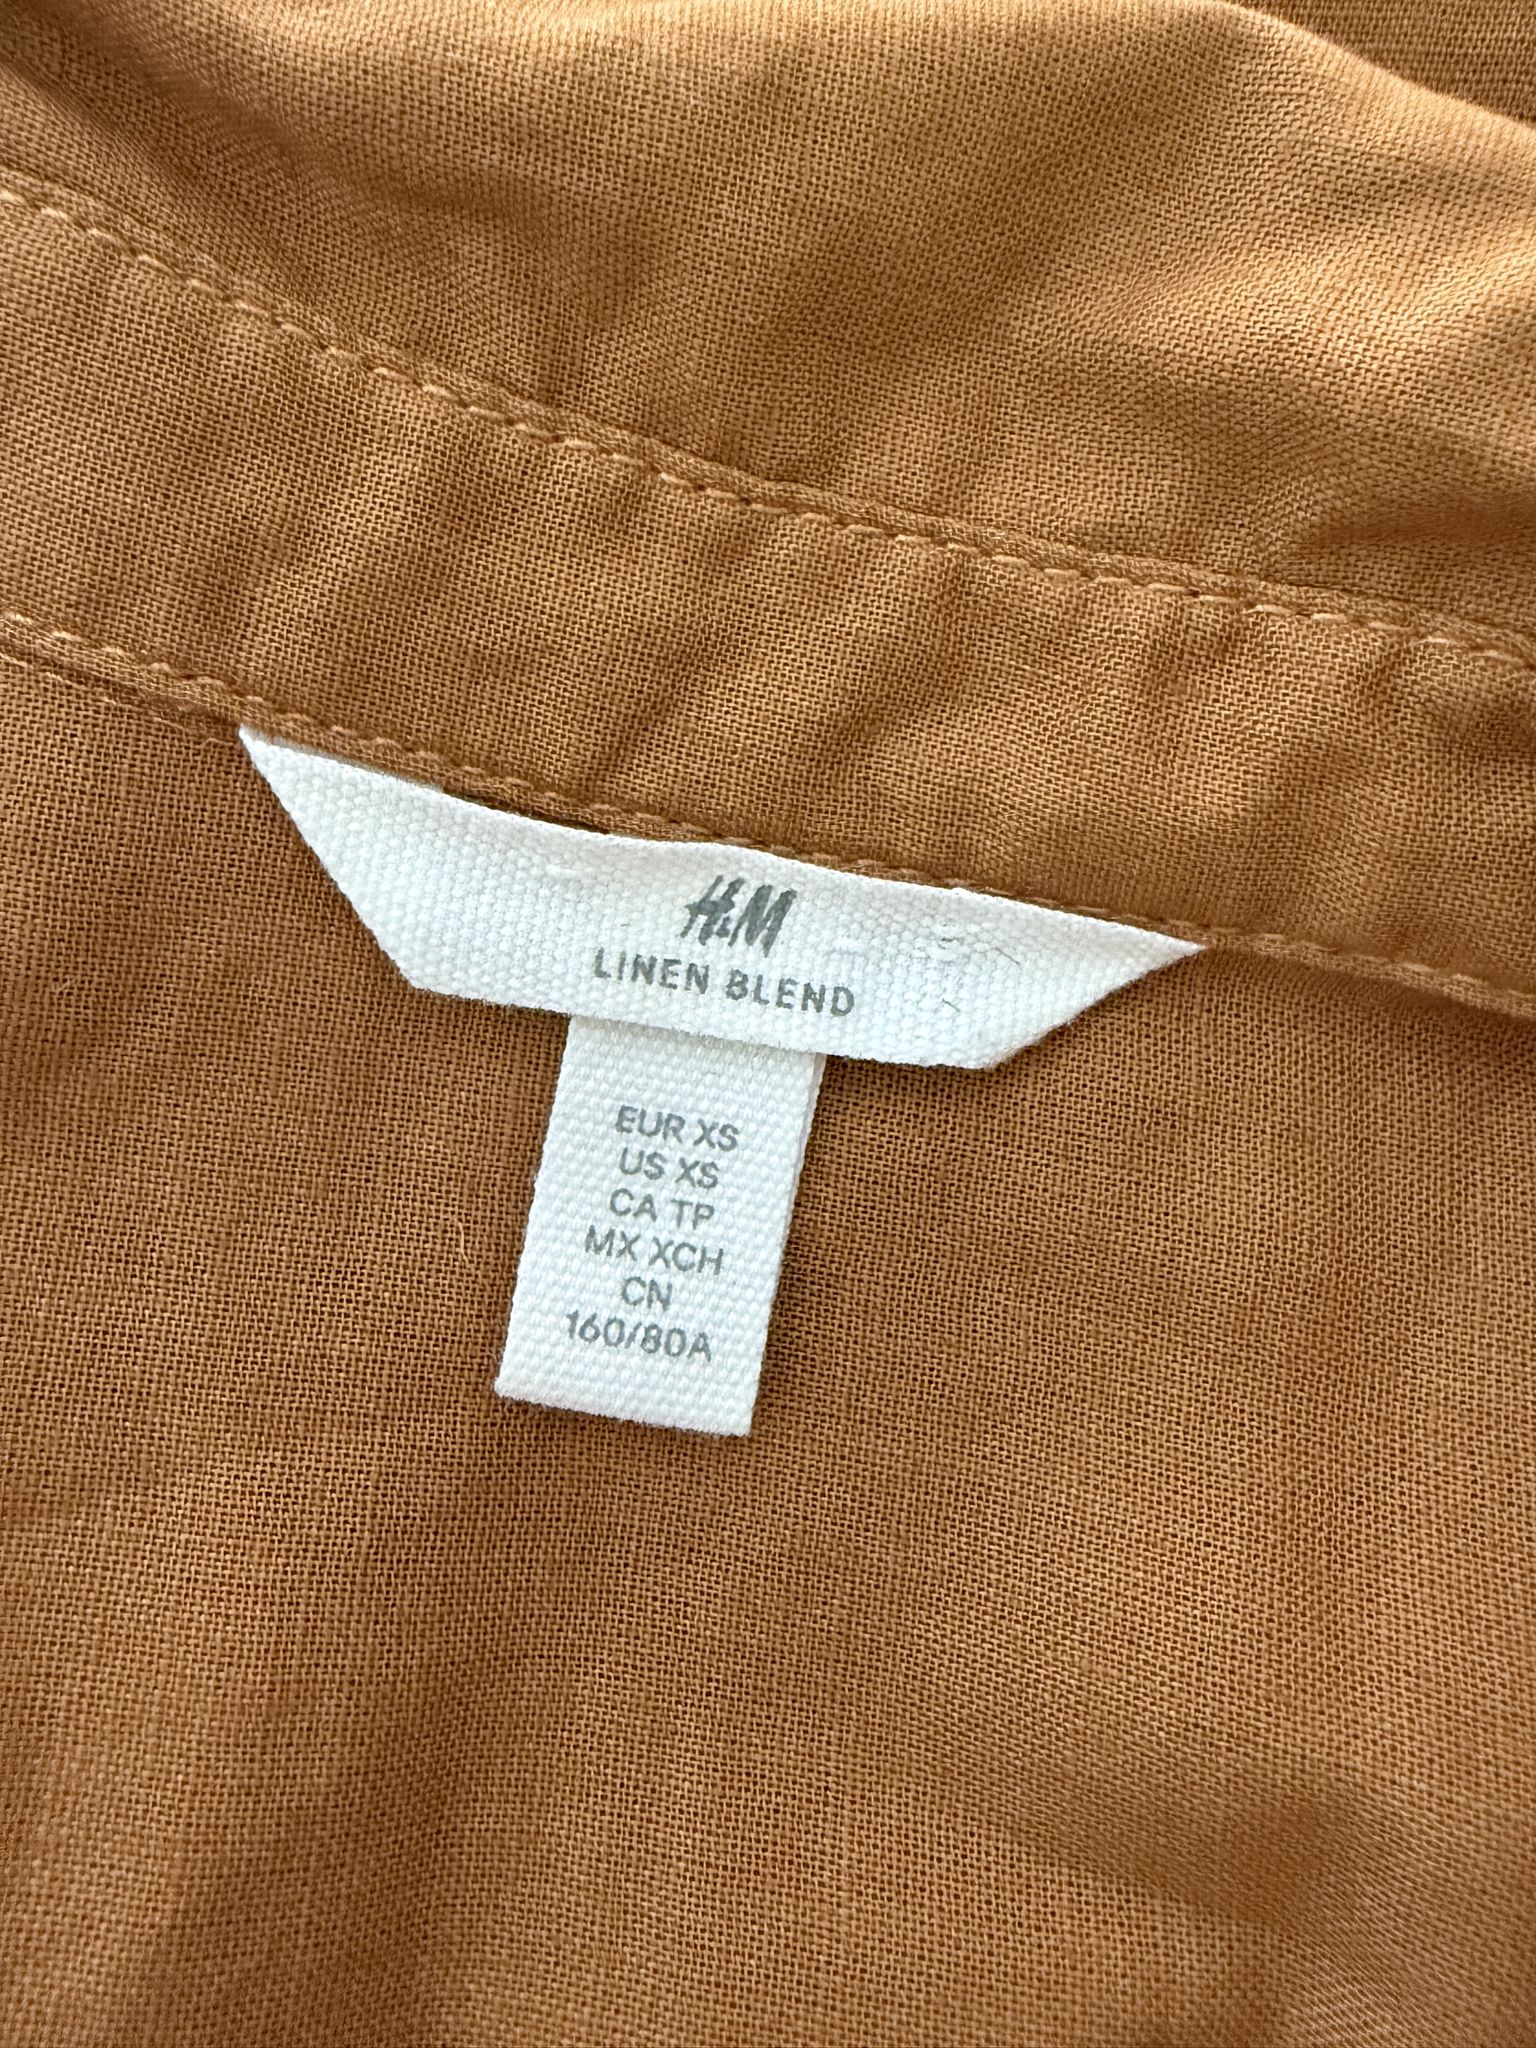 H&M
LINEN BLEND
EUR XS
US XS
CA TP
MX XCH
CN
160/80A